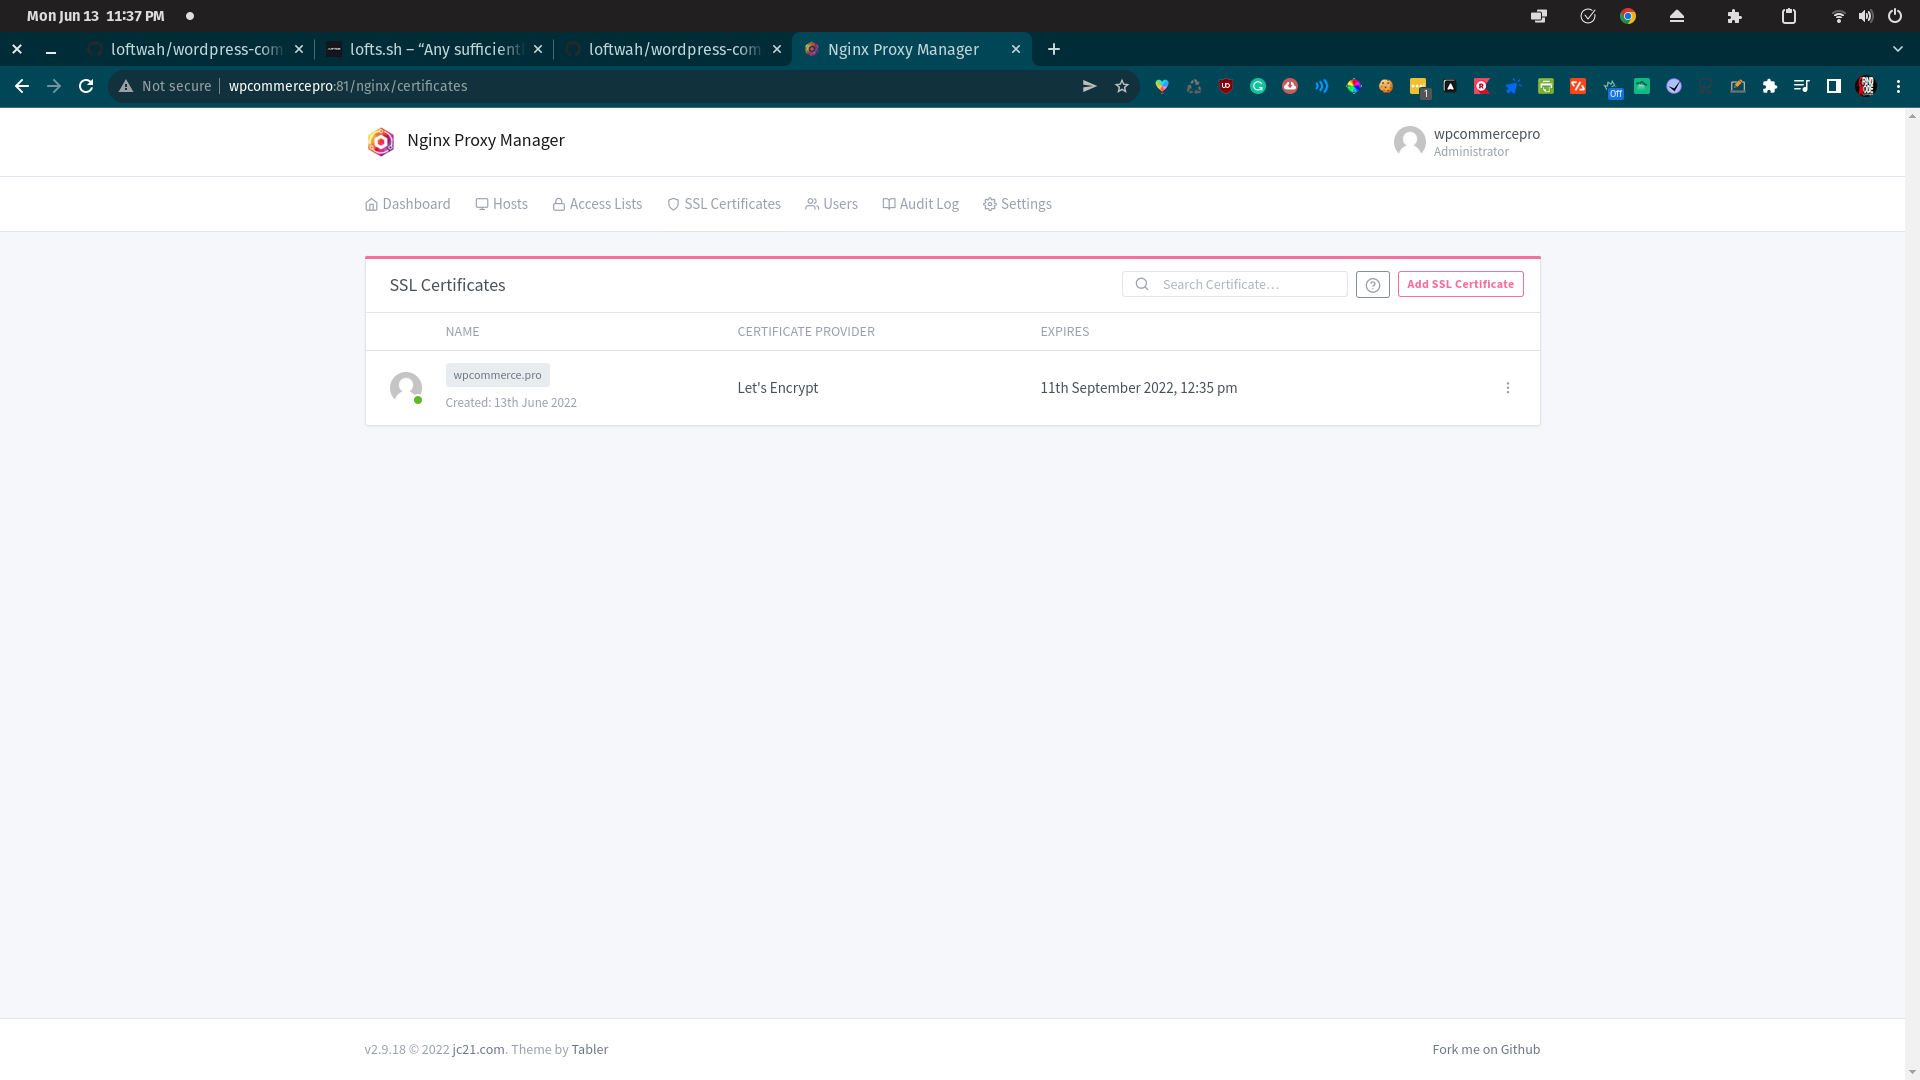 Mon Jun 13  11:37 PM
loftwah/wordpress-com
lofts.sh – “Any sufficient
loftwah/wordpress-com
Nginx Proxy Manager
Not secure
wpcommercepro:81/nginx/certificates
1
Off
Nginx Proxy Manager
wpcommercepro
Administrator
Dashboard
Hosts
Access Lists
SSL Certificates
Users
Audit Log
Settings
SSL Certificates
Search Certificate…
Add SSL Certificate
NAME
CERTIFICATE PROVIDER
EXPIRES
wpcommerce.pro
Created: 13th June 2022
Let's Encrypt
11th September 2022, 12:35 pm
v2.9.18 © 2022 jc21.com. Theme by Tabler
Fork me on Github